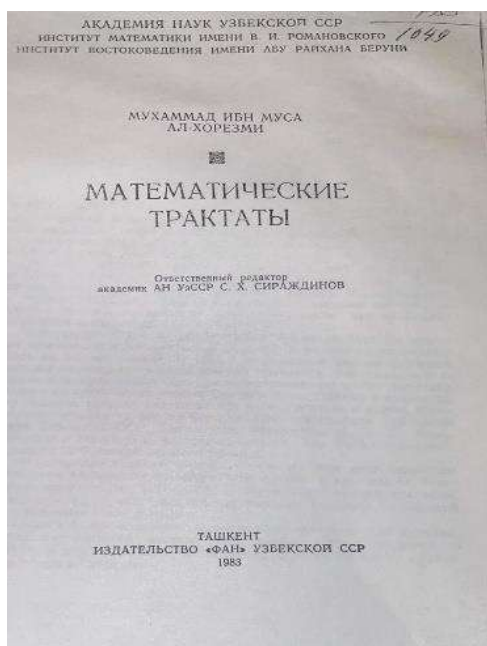 АКАДЕМИЯ НАУК УЗБЕКСКОЙ ССР
ИНСТИТУТ МАТЕМАТИКИ ИМЕНИ В. И. РОМАНОВСКОГО
ИНСТИТУТ ВОСТОКОВЕДЕНИЯ ИМЕНИ АБУ РАЙХАНА БЕРУНИ
1049
МУХАММАД ИБН МУСА
АЛ-ХОРЕЗМИ
МАТЕМАТИЧЕСКИЕ
ТРАКТАТЫ
Ответственный редактор
академик АН УзССР С. Х. СИРАЖДИНОВ
ТАШКЕНТ
ИЗДАТЕЛЬСТВО «ФАН» УЗБЕКСКОЙ ССР
1983